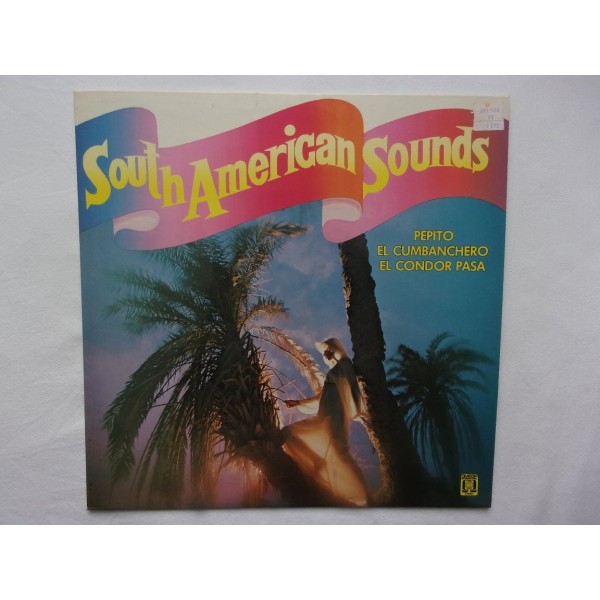 South American Sounds
PEPITO
EL CUMBANCHERO
EL CONDOR PASA